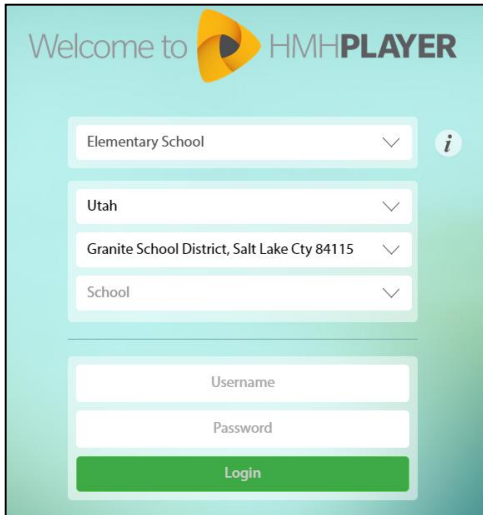 Welcome to HMHPLAYER
Elementary School
i
Utah
Granite School District, Salt Lake Cty 84115
School
Username
Password
Login